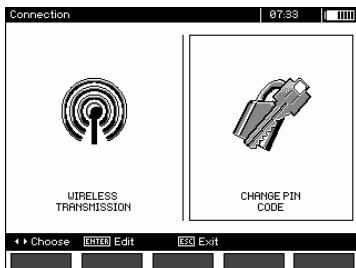 Connection 07:33
WIRELESS
TRANSMISSION
CHANGE PIN
CODE
Choose ENTER Edit ESC Exit